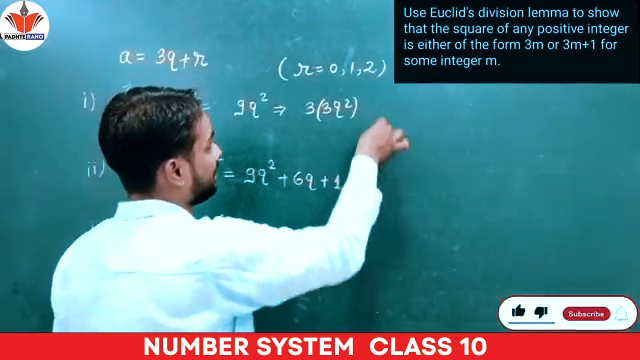 PADHTERAHO
Use Euclid's division lemma to show
that the square of any positive integer
is either of the form 3m or 3m+1 for
some integer m.
a = 3q+r
(r=0,1,2)
i) = 9q² ⇒ 3(3q²)
ii) = 9q²+6q+1
Subscribe
NUMBER SYSTEM CLASS 10